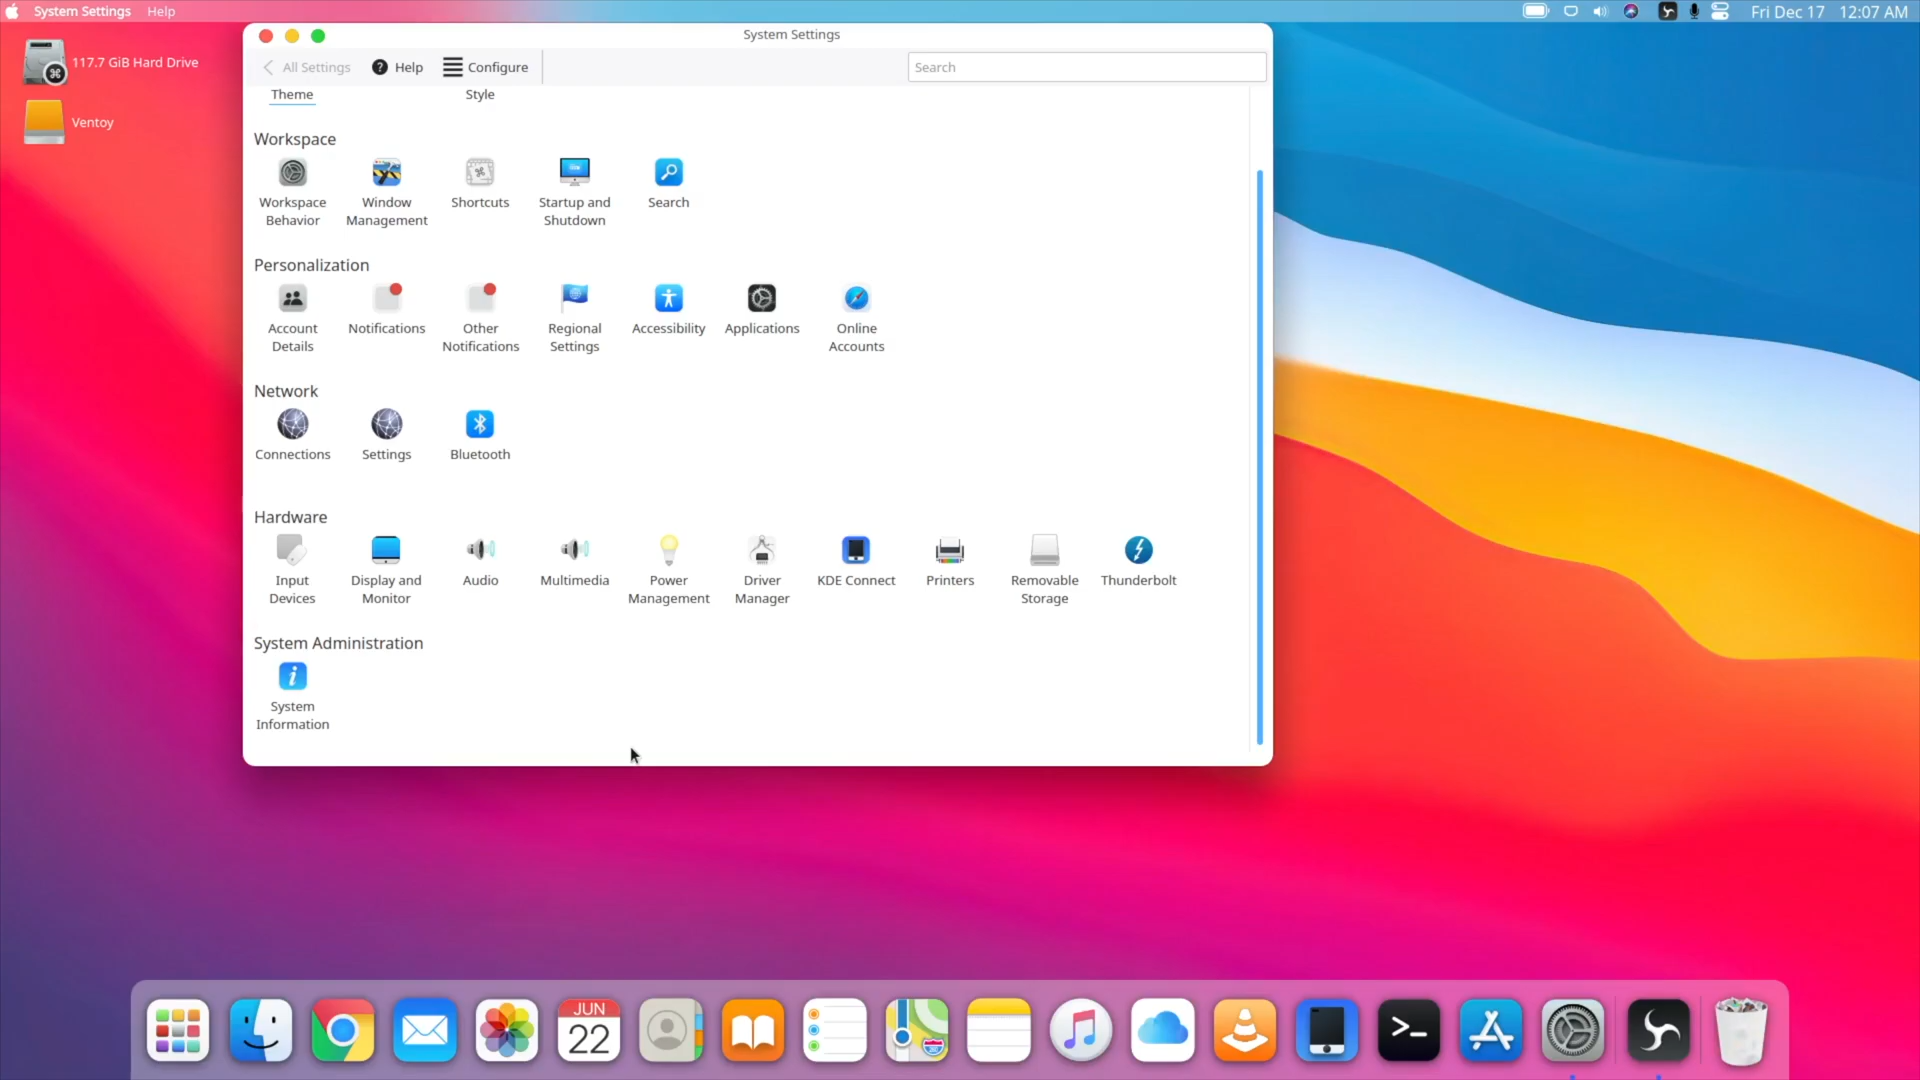 System Settings Help
Fri Dec 17 12:07 AM
117.7 GiB Hard Drive
Ventoy
System Settings
All Settings Help Configure Search
Theme Style
Workspace
Workspace Behavior
Window Management
Shortcuts
Startup and Shutdown
Search
Personalization
Account Details
Notifications
Other Notifications
Regional Settings
Accessibility
Applications
Online Accounts
Network
Connections
Settings
Bluetooth
Hardware
Input Devices
Display and Monitor
Audio
Multimedia
Power Management
Driver Manager
KDE Connect
Printers
Removable Storage
Thunderbolt
System Administration
System Information
JUN
22